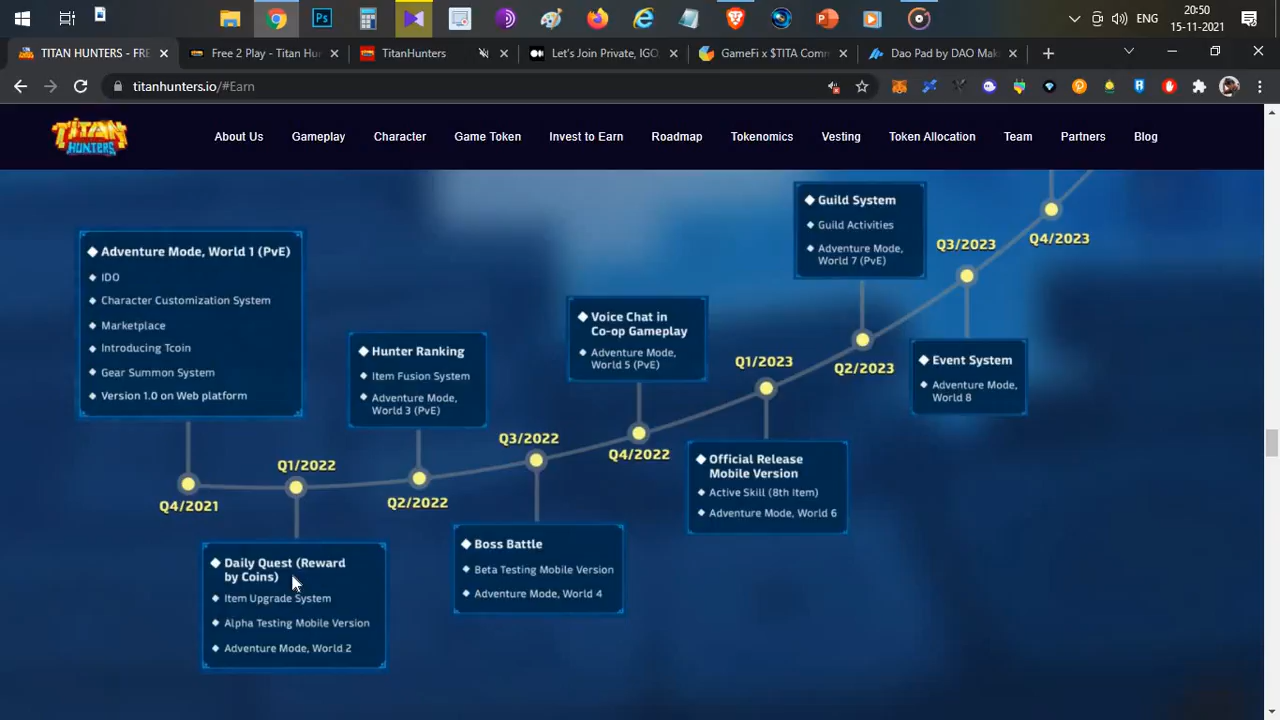 20:50
ENG
15-11-2021
TITAN HUNTERS - FRE
Free 2 Play - Titan Hu
TitanHunters
Let's Join Private, IGO,
GameFi x $TITA Comm
Dao Pad by DAO Mak
titanhunters.io/#Earn
TITAN
HUNTERS
About Us
Gameplay
Character
Game Token
Invest to Earn
Roadmap
Tokenomics
Vesting
Token Allocation
Team
Partners
Blog
Adventure Mode, World 1 (PvE)
IDO
Character Customization System
Marketplace
Introducing Tcoin
Gear Summon System
Version 1.0 on Web platform
Q4/2021
Q1/2022
Daily Quest (Reward
by Coins)
Item Upgrade System
Alpha Testing Mobile Version
Adventure Mode, World 2
Hunter Ranking
Item Fusion System
Adventure Mode,
World 3 (PvE)
Q2/2022
Q3/2022
Boss Battle
Beta Testing Mobile Version
Adventure Mode, World 4
Voice Chat in
Co-op Gameplay
Adventure Mode,
World 5 (PvE)
Q4/2022
Q1/2023
Official Release
Mobile Version
Active Skill (8th Item)
Adventure Mode, World 6
Guild System
Guild Activities
Adventure Mode,
World 7 (PvE)
Q2/2023
Q3/2023
Event System
Adventure Mode,
World 8
Q4/2023